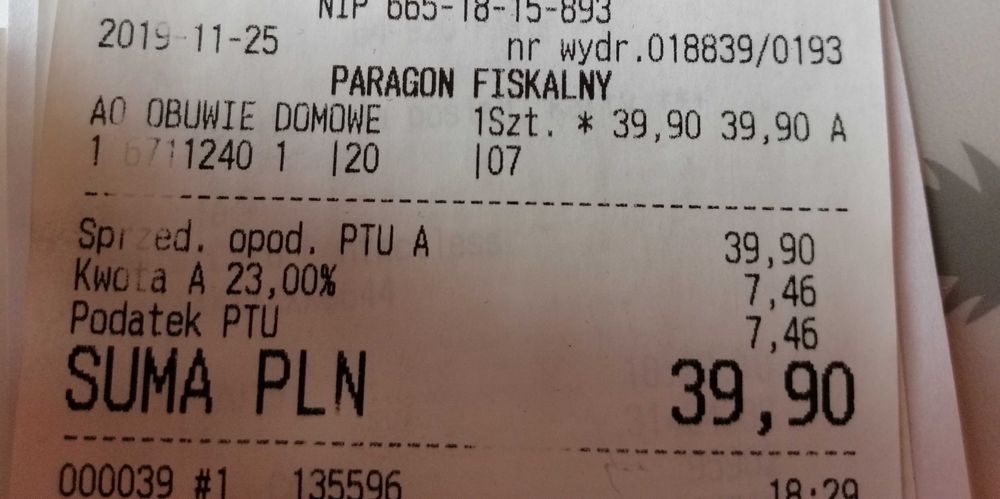 NIP 665-18-15-893
2019-11-25 nr wydr.018839/0193
PARAGON FISKALNY
AO OBUWIE DOMOWE 1Szt. * 39,90 39,90 A
1 6711240 1 |20 |07
Sprzed. opod. PTU A 39,90
Kwota A 23,00% 7,46
Podatek PTU 7,46
SUMA PLN 39,90
000039 #1 135596 18:29